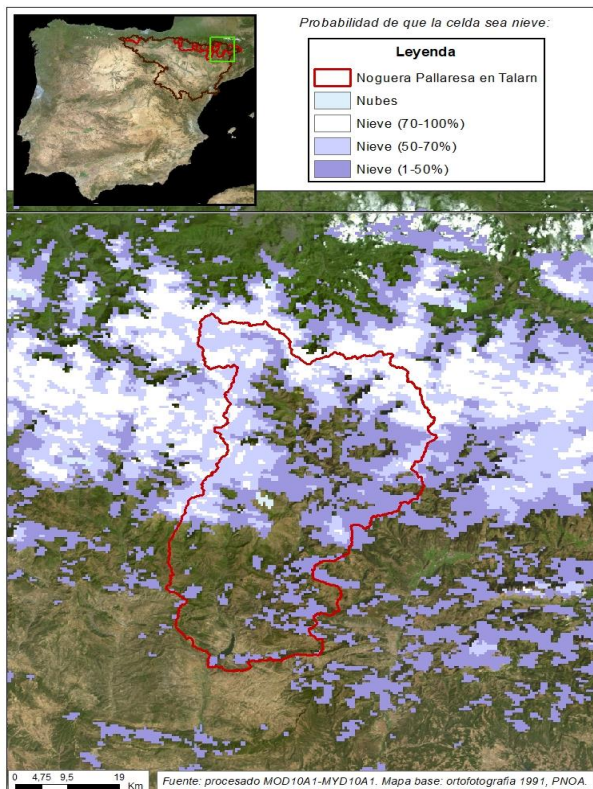 Probabilidad de que la celda sea nieve:
Leyenda
Noguera Pallaresa en Talarn
Nubes
Nieve (70-100%)
Nieve (50-70%)
Nieve (1-50%)
0 4,75 9,5 19
Km
Fuente: procesado MOD10A1-MYD10A1. Mapa base: ortofotografia 1991, PNOA.